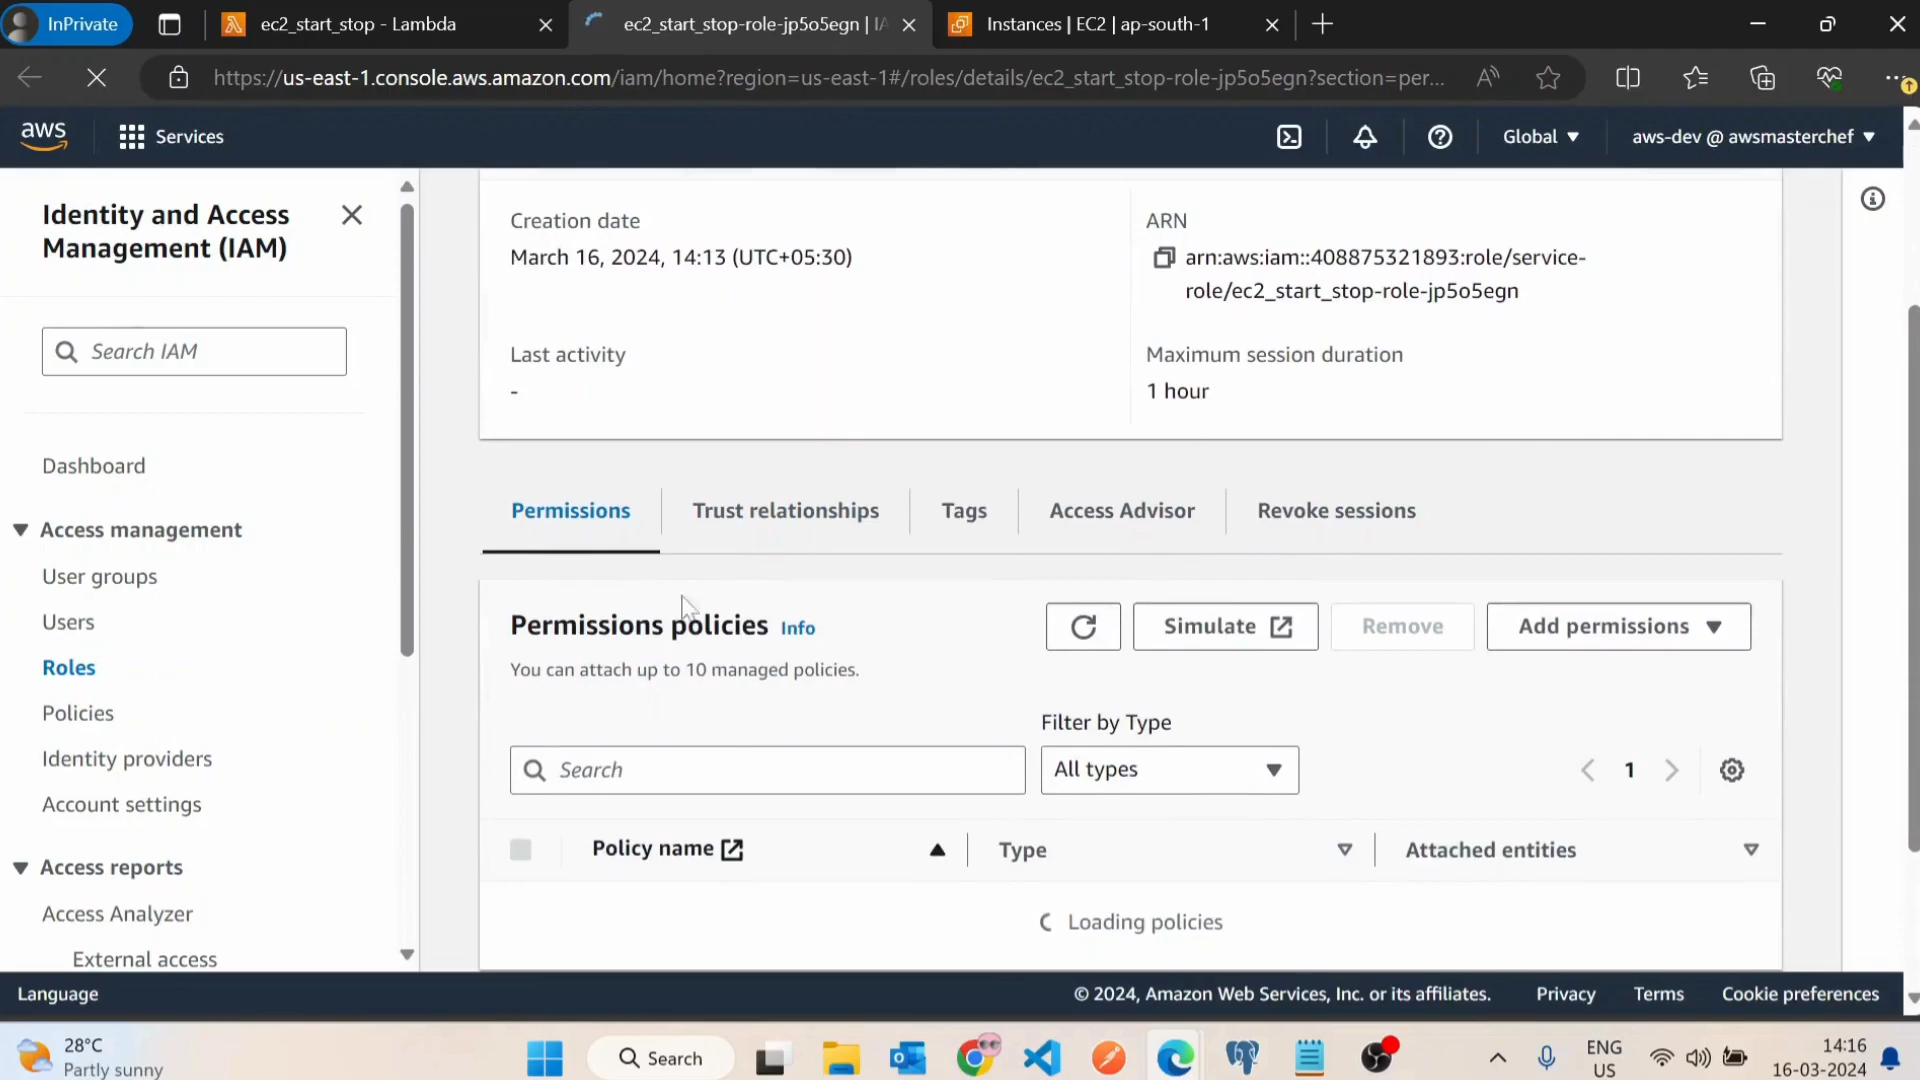 InPrivate
ec2_start_stop - Lambda
ec2_start_stop-role-jp5o5egn | IA
Instances | EC2 | ap-south-1
https://us-east-1.console.aws.amazon.com/iam/home?region=us-east-1#/roles/details/ec2_start_stop-role-jp5o5egn?section=per...
aws
Services
Global
aws-dev @ awsmasterchef
Identity and Access
Management (IAM)
Search IAM
Dashboard
Access management
User groups
Users
Roles
Policies
Identity providers
Account settings
Access reports
Access Analyzer
External access
Creation date
March 16, 2024, 14:13 (UTC+05:30)
ARN
arn:aws:iam::408875321893:role/service-
role/ec2_start_stop-role-jp5o5egn
Last activity
-
Maximum session duration
1 hour
Permissions
Trust relationships
Tags
Access Advisor
Revoke sessions
Permissions policies Info
You can attach up to 10 managed policies.
Simulate
Remove
Add permissions
Filter by Type
Search
All types
1
Policy name
Type
Attached entities
Loading policies
Language
© 2024, Amazon Web Services, Inc. or its affiliates.
Privacy
Terms
Cookie preferences
28°C
Partly sunny
Search
ENG
US
14:16
16-03-2024